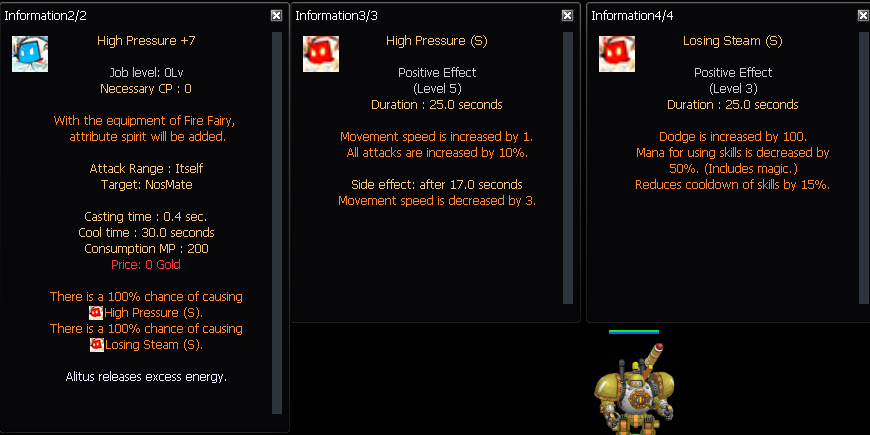 Information2/2
High Pressure +7
Job level: 0Lv
Necessary CP : 0
With the equipment of Fire Fairy,
attribute spirit will be added.
Attack Range : Itself
Target: NosMate
Casting time : 0.4 sec.
Cool time : 30.0 seconds
Consumption MP : 200
Price: 0 Gold
There is a 100% chance of causing
High Pressure (S).
There is a 100% chance of causing
Losing Steam (S).
Alitus releases excess energy.
Information3/3
High Pressure (S)
Positive Effect
(Level 5)
Duration : 25.0 seconds
Movement speed is increased by 1.
All attacks are increased by 10%.
Side effect: after 17.0 seconds
Movement speed is decreased by 3.
Information4/4
Losing Steam (S)
Positive Effect
(Level 3)
Duration : 25.0 seconds
Dodge is increased by 100.
Mana for using skills is decreased by
50%. (Includes magic.)
Reduces cooldown of skills by 15%.